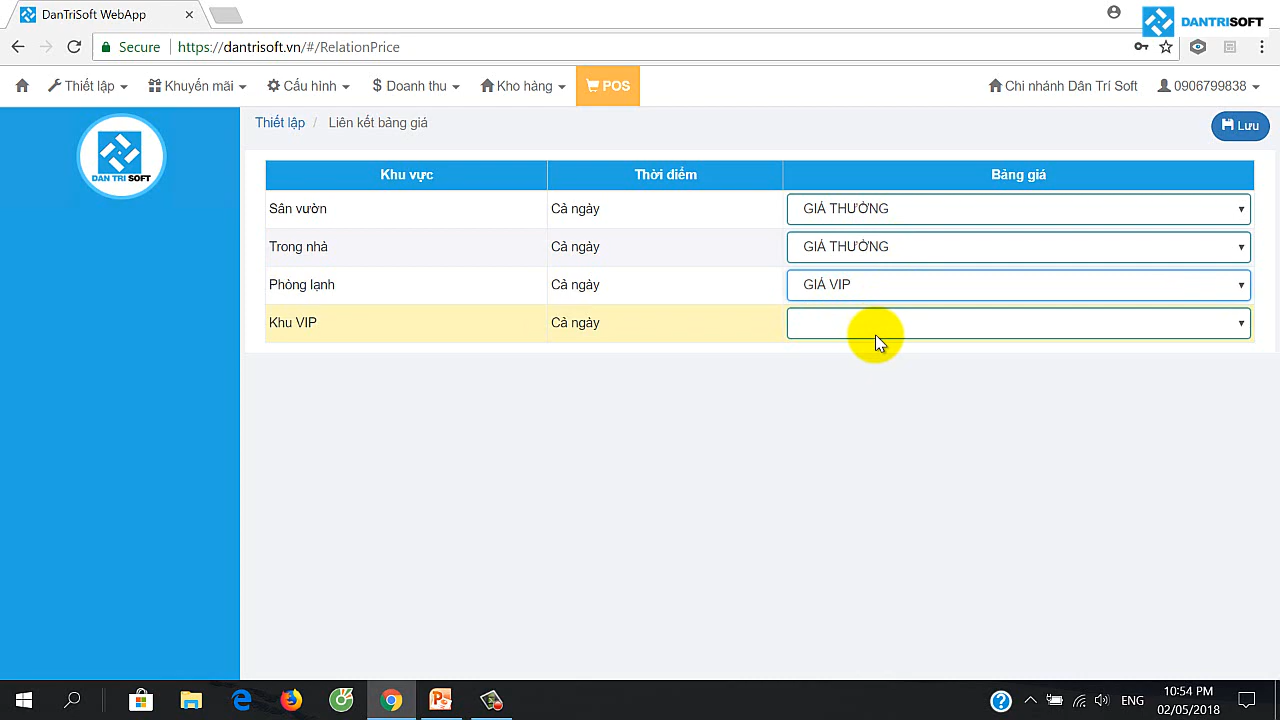 DanTriSoft WebApp
DANTRISOFT
Secure https://dantrisoft.vn/#/RelationPrice
Thiết lập Khuyến mãi Cấu hình $ Doanh thu Kho hàng POS Chi nhánh Dân Trí Soft 0906799838
DAN TRI SOFT
Thiết lập / Liên kết bảng giá Lưu
Khu vực Thời điểm Bảng giá
Sân vườn Cả ngày GIÁ THƯỜNG
Trong nhà Cả ngày GIÁ THƯỜNG
Phòng lạnh Cả ngày GIÁ VIP
Khu VIP Cả ngày
ENG 10:54 PM
02/05/2018